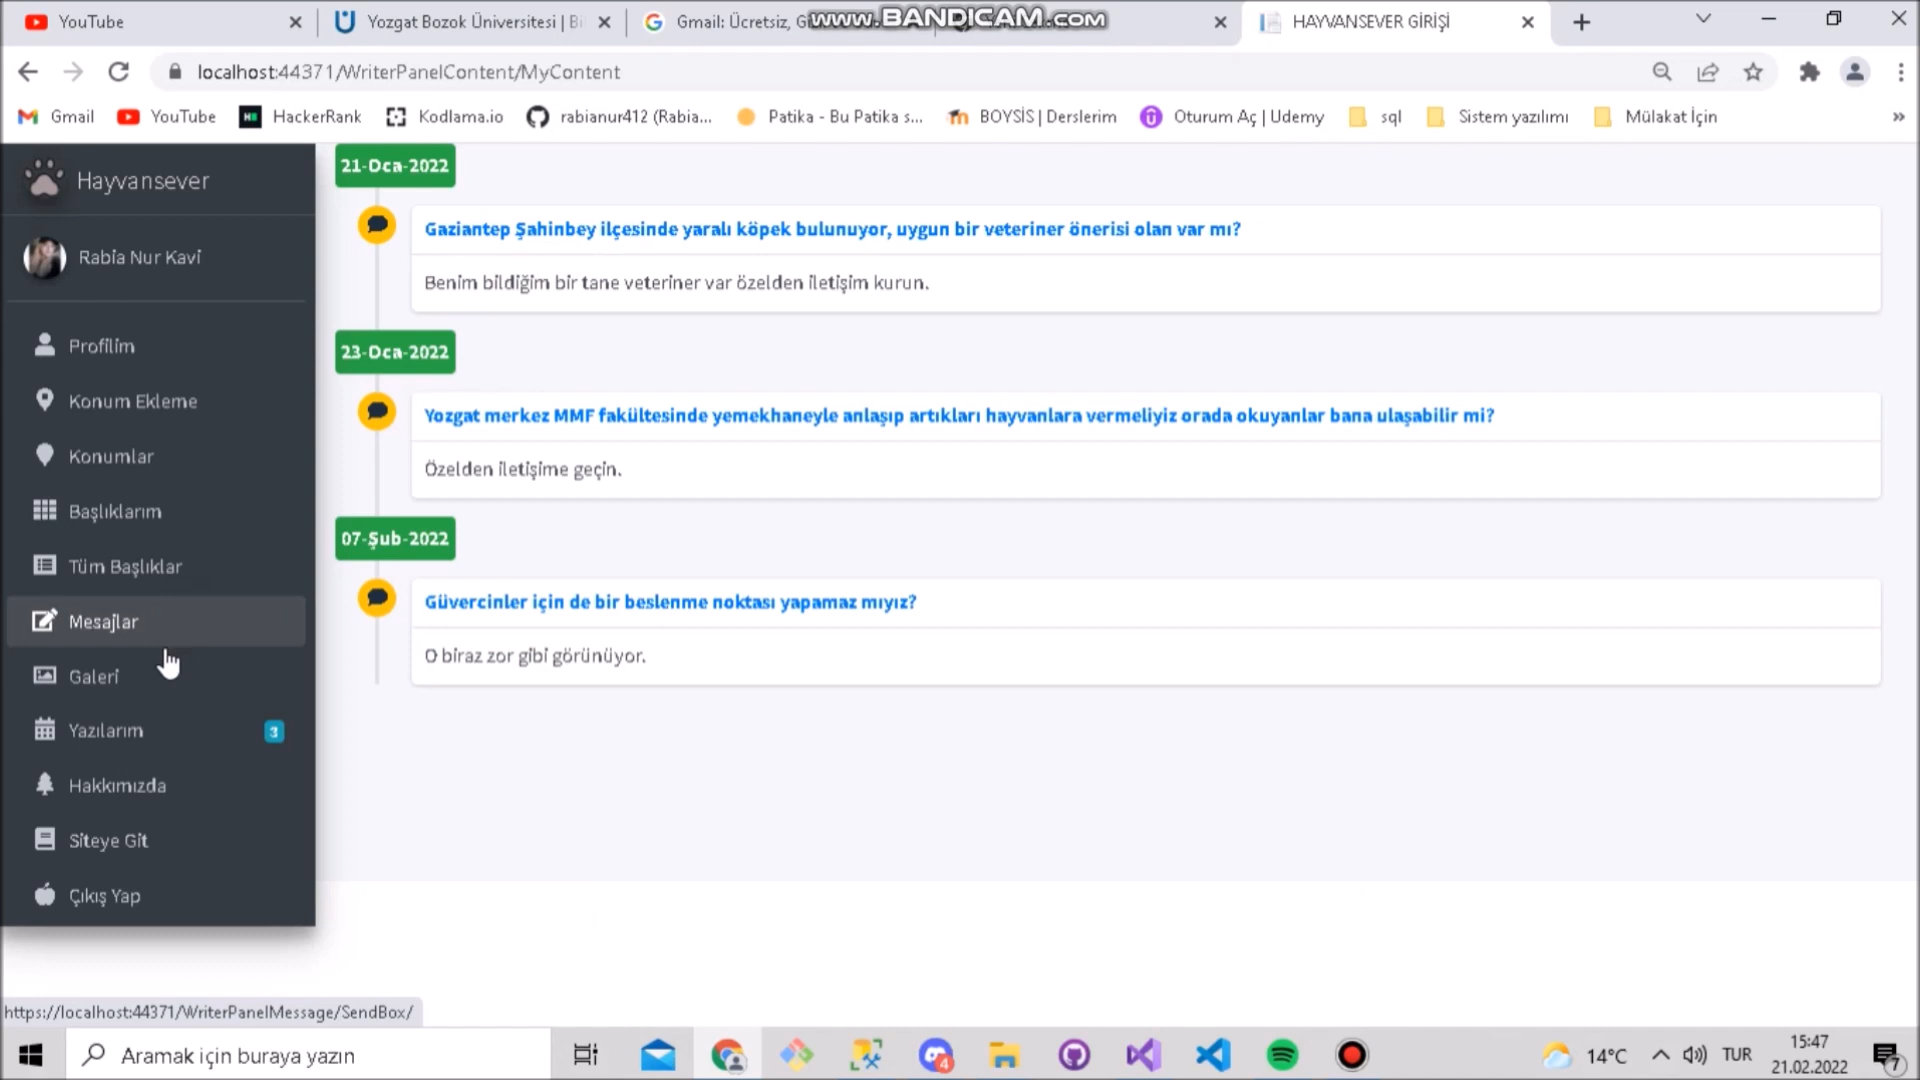 YouTube
Yozgat Bozok Üniversitesi | Bi
Gmail: Ücretsiz, G
www.BANDICAM.com
HAYVANSEVER GİRİŞİ
localhost:44371/WriterPanelContent/MyContent
Gmail
YouTube
HackerRank
Kodlama.io
rabianur412 (Rabia...
Patika - Bu Patika s...
BOYSİS | Derslerim
Oturum Aç | Udemy
sql
Sistem yazılımı
Mülakat İçin
»
Hayvansever
Rabia Nur Kavi
Profilim
Konum Ekleme
Konumlar
Başlıklarım
Tüm Başlıklar
Mesajlar
Galeri
Yazılarım
3
Hakkımızda
Siteye Git
Çıkış Yap
21-Oca-2022
Gaziantep Şahinbey ilçesinde yaralı köpek bulunuyor, uygun bir veteriner önerisi olan var mı?
Benim bildiğim bir tane veteriner var özelden iletişim kurun.
23-Oca-2022
Yozgat merkez MMF fakültesinde yemekhaneyle anlaşıp artıkları hayvanlara vermeliyiz orada okuyanlar bana ulaşabilir mi?
Özelden iletişime geçin.
07-Şub-2022
Güvercinler için de bir beslenme noktası yapamaz mıyız?
O biraz zor gibi görünüyor.
https://localhost:44371/WriterPanelMessage/SendBox/
Aramak için buraya yazın
4
14°C
TUR
15:47
21.02.2022
7